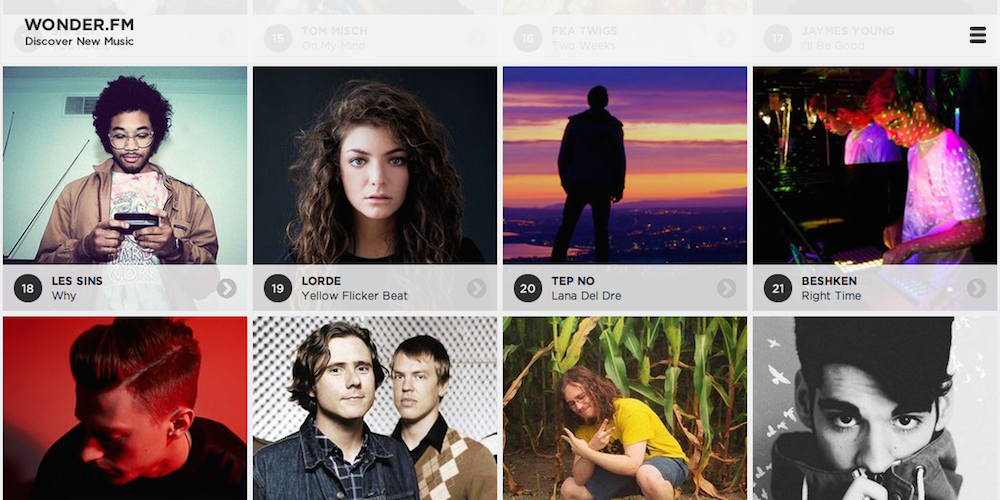 WONDER.FM
Discover New Music
15
TOM MISCH
On My Mind
16
FKA TWIGS
Two Weeks
17
JAYMES YOUNG
I'll Be Good
18
LES SINS
Why
19
LORDE
Yellow Flicker Beat
20
TEP NO
Lana Del Dre
21
BESHKEN
Right Time